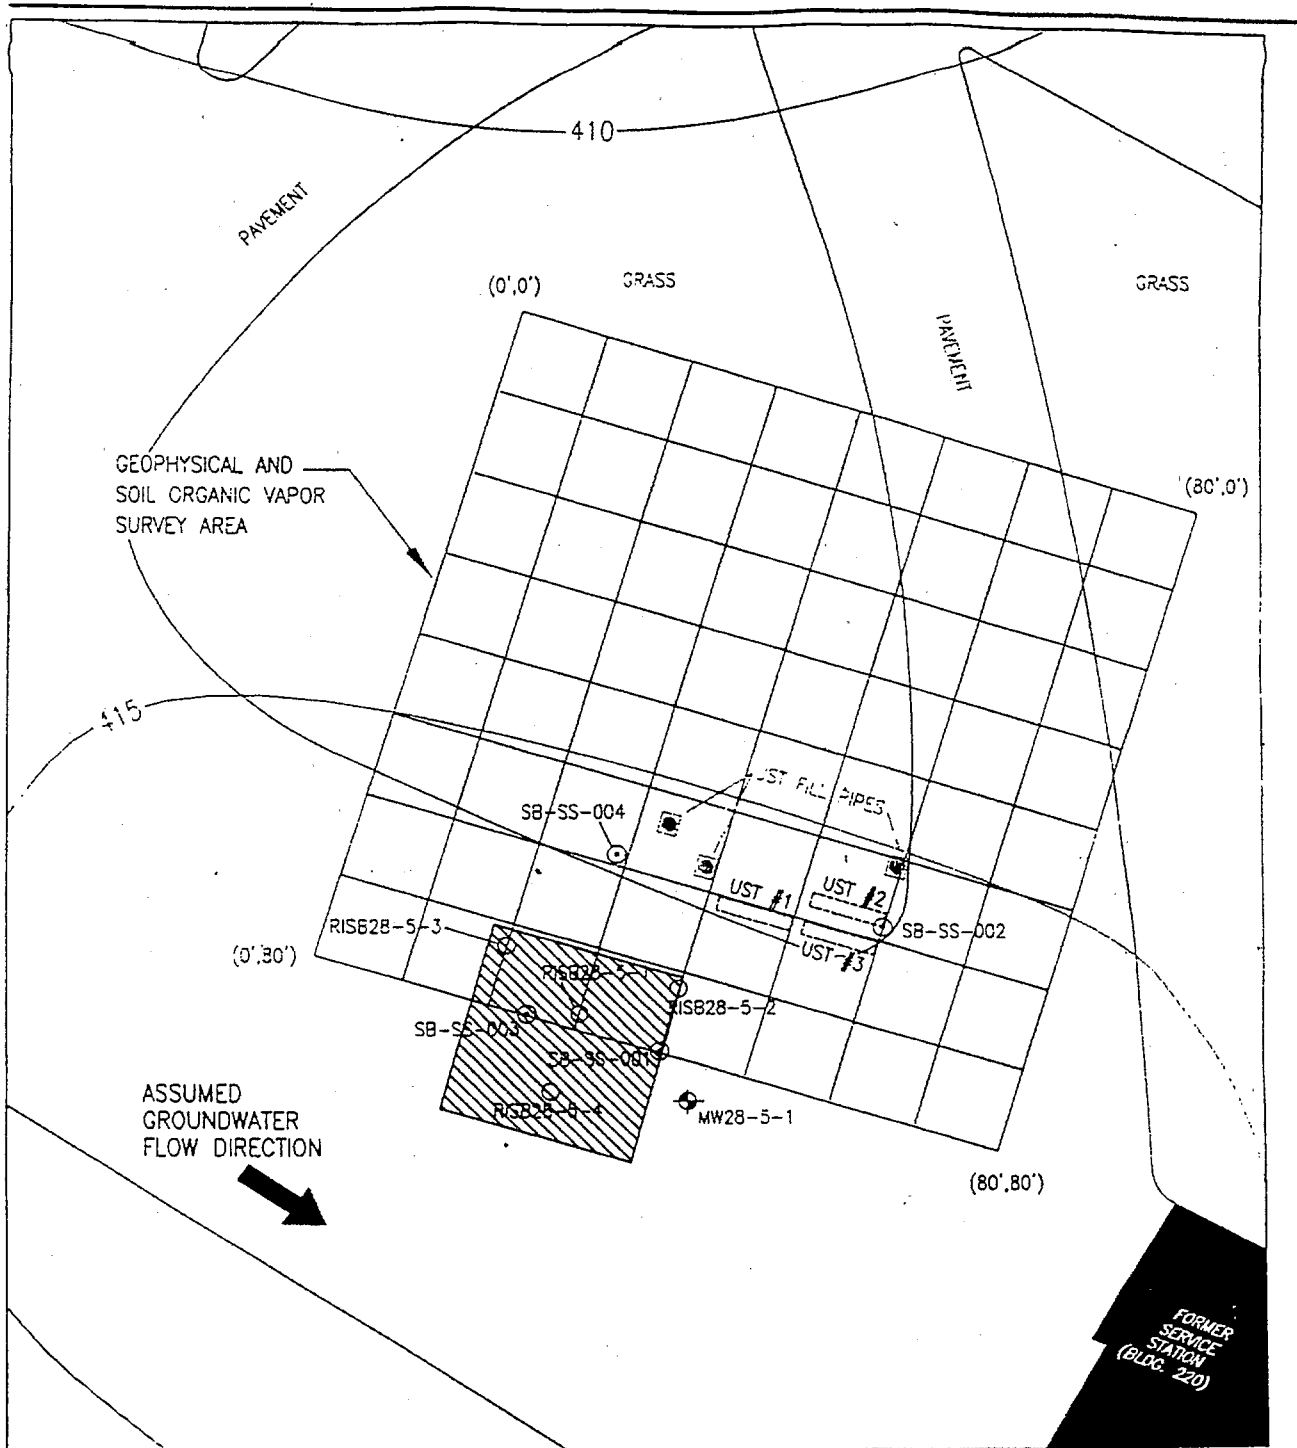 410
PAVEMENT
(0',0')
GRASS
GRASS
PAVEMENT
GEOPHYSICAL AND
SOIL ORGANIC VAPOR
SURVEY AREA
(80',0')
415
UST FILL PIPES
SB-SS-004
UST #1
UST #2
SB-SS-002
UST #3
RISB28-5-3
(0',80')
RISB28-5-1
RISB28-5-2
SB-SS-003
SB-SS-001
RISB28-5-4
MW28-5-1
ASSUMED
GROUNDWATER
FLOW DIRECTION
(80',80')
FORMER
SERVICE
STATION
(BLDG. 220)